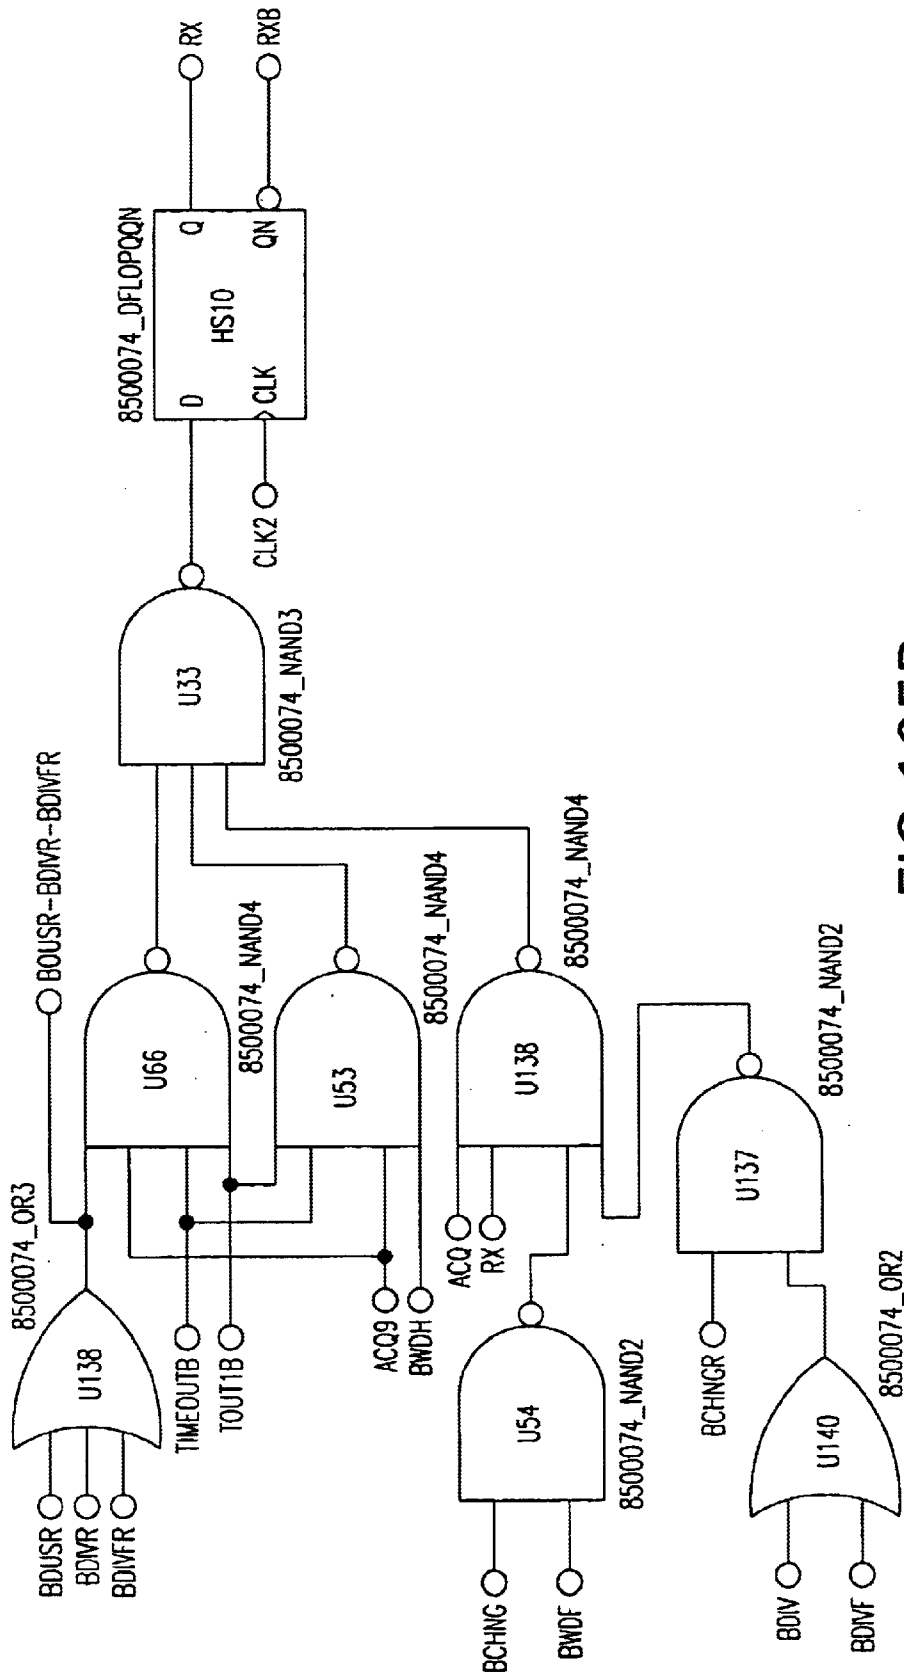 8500074_OR3
BOUSR-BDIVR-BDIVFR
8500074_DFLOPQQN
BDUSR
BDIVR
BDIVFR
U138
TIMEOUTB
TOUT1B
ACQ9
BWDH
U66
8500074_NAND4
U53
8500074_NAND4
U33
8500074_NAND3
D
Q
HS10
CLK
QN
CLK2
RX
RXB
BCHNG
BWDF
U54
8500074_NAND2
ACQ
RX
U138
8500074_NAND4
BCHNGR
U137
8500074_NAND2
BDIV
BDIVF
U140
8500074_OR2